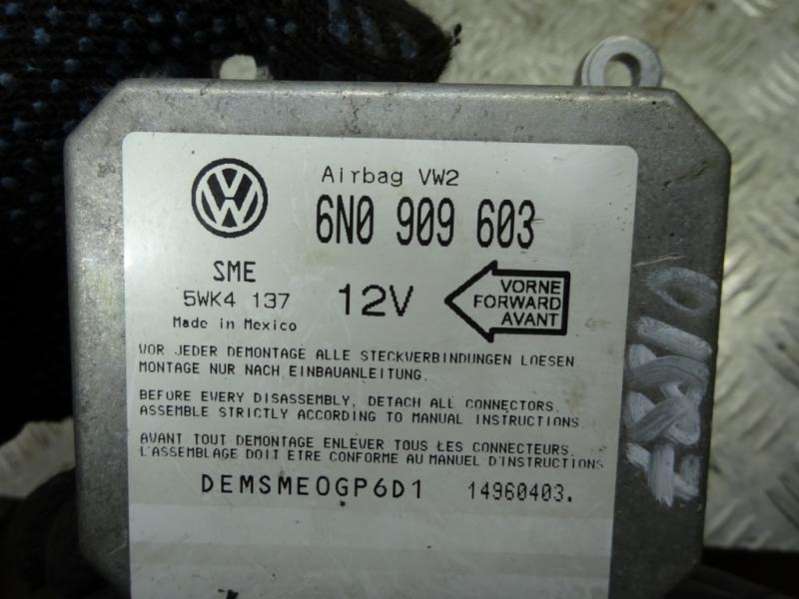 Airbag VW2
6N0 909 603
SME
5WK4 137
12V
VORNE
FORWARD
AVANT
Made in Mexico
VOR JEDER DEMONTAGE ALLE STECKVERBINDUNGEN LOESEN
MONTAGE NUR NACH EINBAUANLEITUNG.
BEFORE EVERY DISASSEMBLY, DETACH ALL CONNECTORS.
ASSEMBLE STRICTLY ACCORDING TO MANUAL INSTRUCTIONS
AVANT TOUT DEMONTAGE ENLEVER TOUS LES CONNECTEURS.
L'ASSEMBLAGE DOIT ETRE CONFORME AU MANUEL D'INSTRUCTIONS
DEMSMEOGP6D1 14960403.